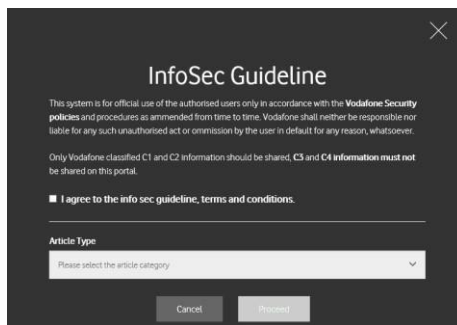 InfoSec Guideline
This system is for official use of the authorised users only in accordance with the Vodafone Security
policies and procedures as ammended from time to time. Vodafone shall neither be responsible nor
liable for any such unauthorised act or ommission by the user in default for any reason, whatsoever.
Only Vodafone classified C1 and C2 Information should be shared, C3 and C4 information must not
be shared on this portal.
I agree to the info sec guideline, terms and conditions.
Article Type
Please select the article category
Cancel
Proceed